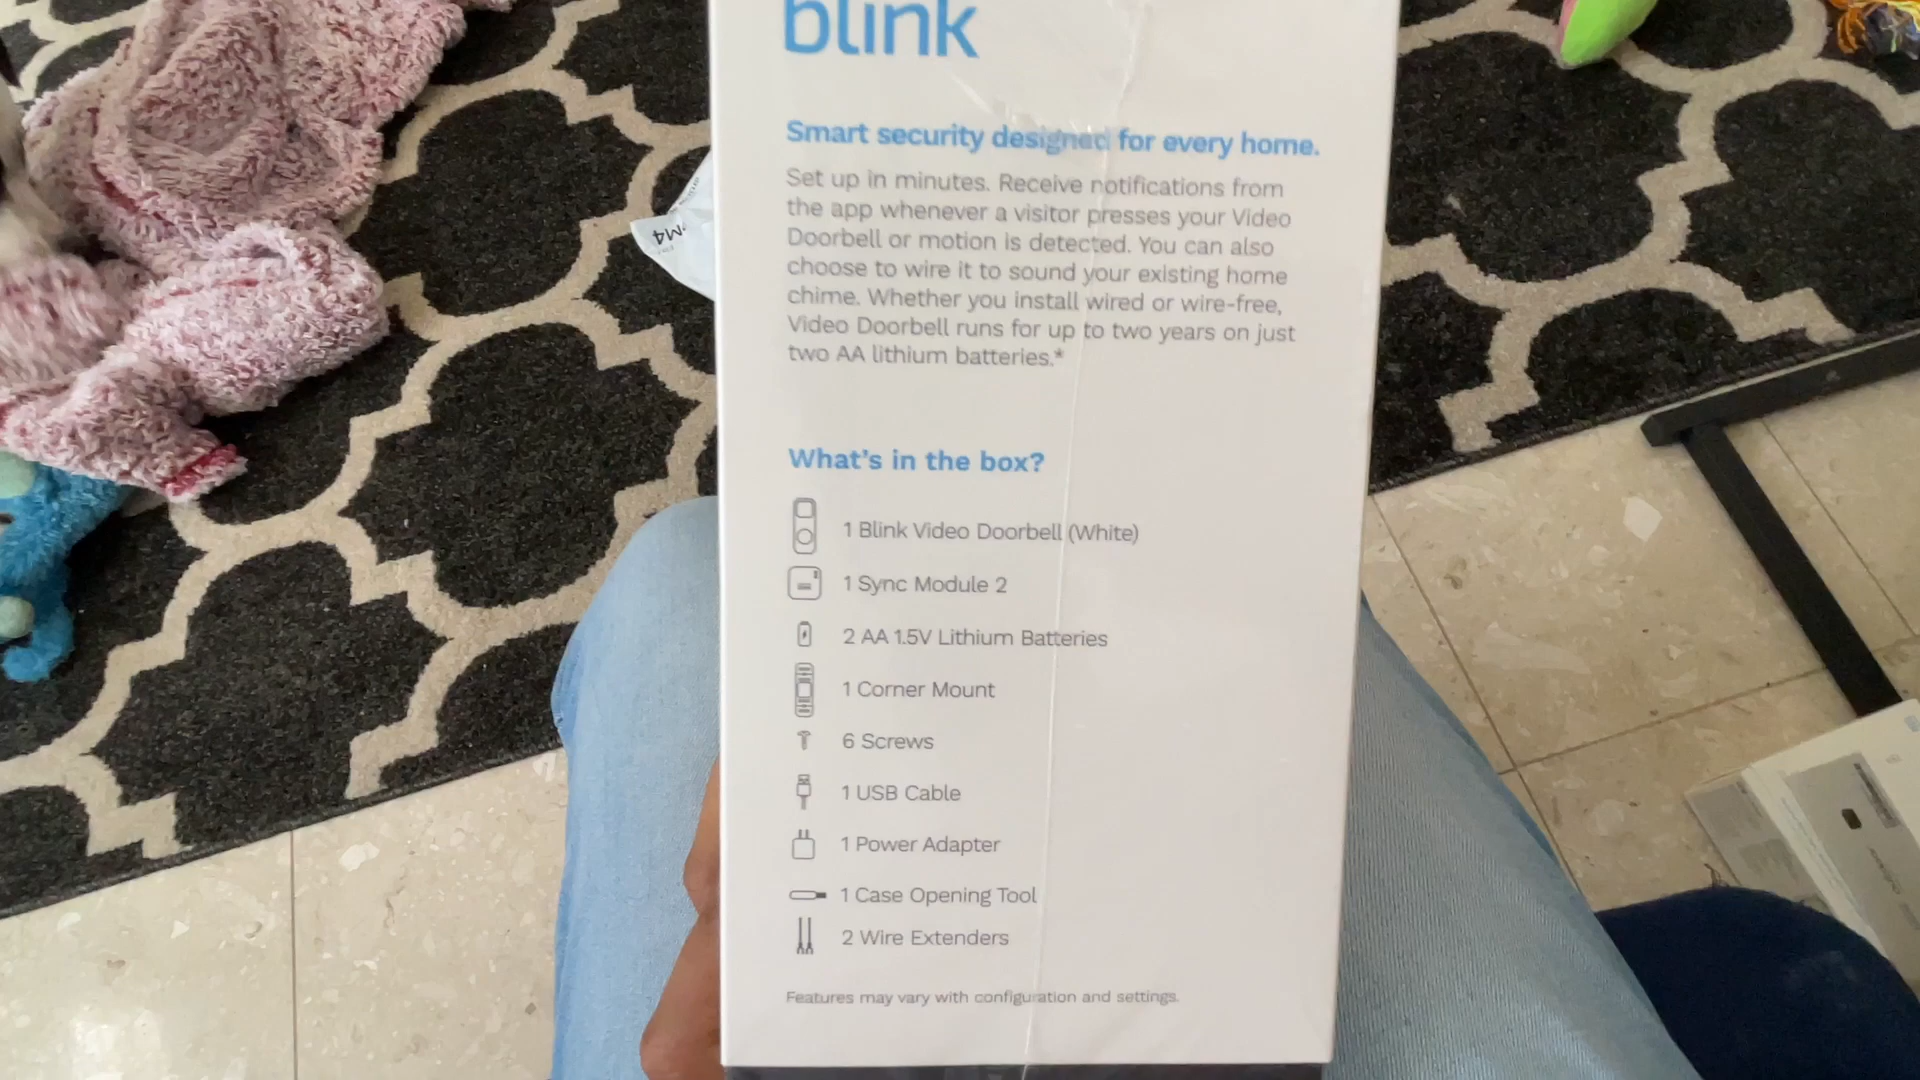 blink
Smart security designed for every home.
Set up in minutes. Receive notifications from
the app whenever a visitor presses your Video
Doorbell or motion is detected. You can also
choose to wire it to sound your existing home
chime. Whether you install wired or wire-free,
Video Doorbell runs for up to two years on just
two AA lithium batteries.*
What's in the box?
1 Blink Video Doorbell (White)
1 Sync Module 2
2 AA 1.5V Lithium Batteries
1 Corner Mount
6 Screws
1 USB Cable
1 Power Adapter
1 Case Opening Tool
2 Wire Extenders
Features may vary with configuration and settings.
PM4